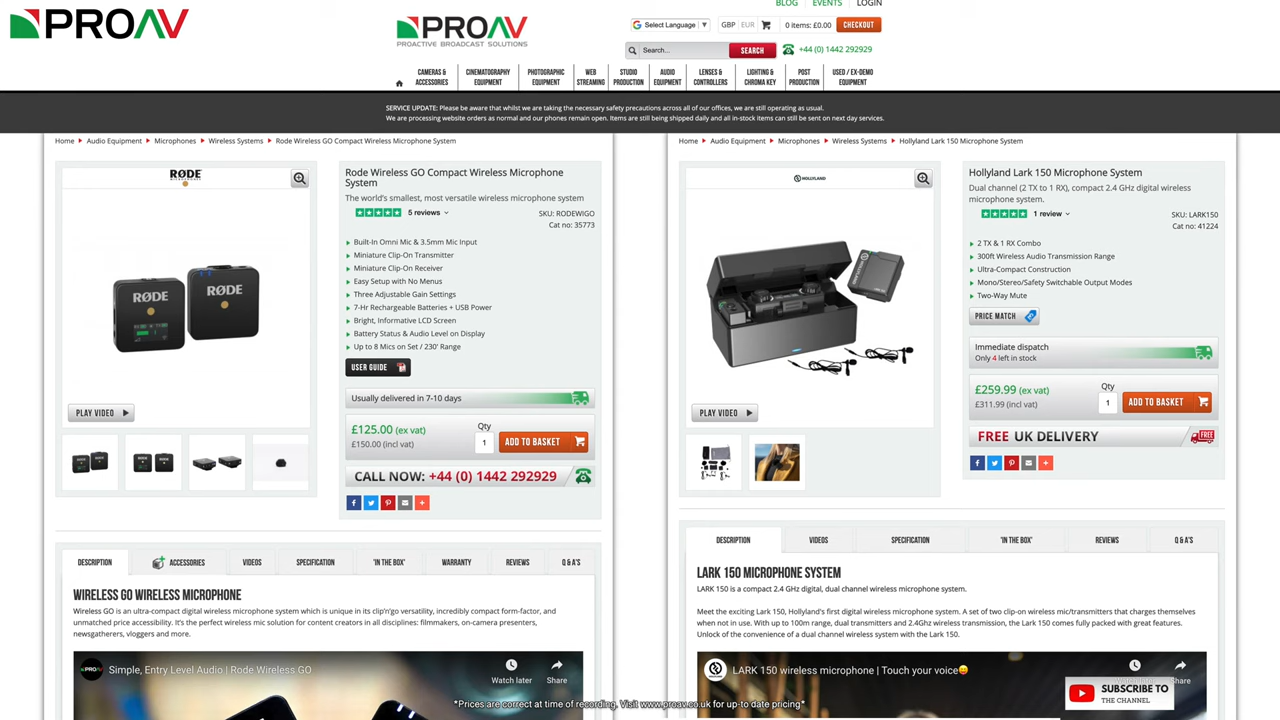 PROAV
PROAV
PROACTIVE BROADCAST SOLUTIONS
BLOG EVENTS LOGIN
Select Language ▼ GBP EUR 0 items: £0.00 CHECKOUT
Search... SEARCH +44 (0) 1442 292929
CAMERAS & ACCESSORIES
CINEMATOGRAPHY EQUIPMENT
PHOTOGRAPHIC EQUIPMENT
WEB STREAMING
STUDIO PRODUCTION
AUDIO EQUIPMENT
LENSES & CONTROLLERS
LIGHTING & CHROMA KEY
POST PRODUCTION
USED / EX-DEMO EQUIPMENT
SERVICE UPDATE: Please be aware that whilst we are taking the necessary safety precautions across all of our offices, we are still operating as usual.
We are processing website orders as normal and our phones remain open. Items are still being shipped daily and all in-stock items can still be sent on next day services.
Home Audio Equipment Microphones Wireless Systems Rode Wireless GO Compact Wireless Microphone System
RØDE
MICROPHONES
RØDE
RØDE
PLAY VIDEO
Rode Wireless GO Compact Wireless Microphone
System
The world's smallest, most versatile wireless microphone system
5 reviews
SKU: RODEWIGO
Cat no: 35773
Built-In Omni Mic & 3.5mm Mic Input
Miniature Clip-On Transmitter
Miniature Clip-On Receiver
Easy Setup with No Menus
Three Adjustable Gain Settings
7-Hr Rechargeable Batteries + USB Power
Bright, Informative LCD Screen
Battery Status & Audio Level on Display
Up to 8 Mics on Set / 230' Range
USER GUIDE
Usually delivered in 7-10 days
£125.00 (ex vat)
£150.00 (incl vat)
Qty
1
ADD TO BASKET
CALL NOW: +44 (0) 1442 292929
DESCRIPTION ACCESSORIES VIDEOS SPECIFICATION 'IN THE BOX' WARRANTY REVIEWS Q & A'S
WIRELESS GO WIRELESS MICROPHONE
Wireless GO is an ultra-compact digital wireless microphone system which is unique in its clip'n'go versatility, incredibly compact form-factor, and
unmatched price accessibility. It's the perfect wireless mic solution for content creators in all disciplines: filmmakers, on-camera presenters,
newsgatherers, vloggers and more.
PROAV
Simple, Entry Level Audio | Rode Wireless GO
Watch later Share
Home Audio Equipment Microphones Wireless Systems Hollyland Lark 150 Microphone System
HOLLYLAND
PLAY VIDEO
Hollyland Lark 150 Microphone System
Dual channel (2 TX to 1 RX), compact 2.4 GHz digital wireless
microphone system.
1 review
SKU: LARK150
Cat no: 41224
2 TX & 1 RX Combo
300ft Wireless Audio Transmission Range
Ultra-Compact Construction
Mono/Stereo/Safety Switchable Output Modes
Two-Way Mute
PRICE MATCH
Immediate dispatch
Only 4 left in stock
£259.99 (ex vat)
£311.99 (incl vat)
Qty
1
ADD TO BASKET
FREE UK DELIVERY
FREE
DESCRIPTION VIDEOS SPECIFICATION 'IN THE BOX' REVIEWS Q & A'S
LARK 150 MICROPHONE SYSTEM
LARK 150 is a compact 2.4 GHz digital, dual channel wireless microphone system.
Meet the exciting Lark 150, Hollyland's first digital wireless microphone system. A set of two clip-on wireless mic/transmitters that charges themselves
when not in use. With up to 100m range, dual transmitters and 2.4Ghz wireless transmission, the Lark 150 comes fully packed with great features.
Unlock of the convenience of a dual channel wireless system with the Lark 150.
LARK 150 wireless microphone | Touch your voice😀
Share
SUBSCRIBE TO
THE CHANNEL
*Prices are correct at time of recording. Visit www.proav.co.uk for up-to date pricing*